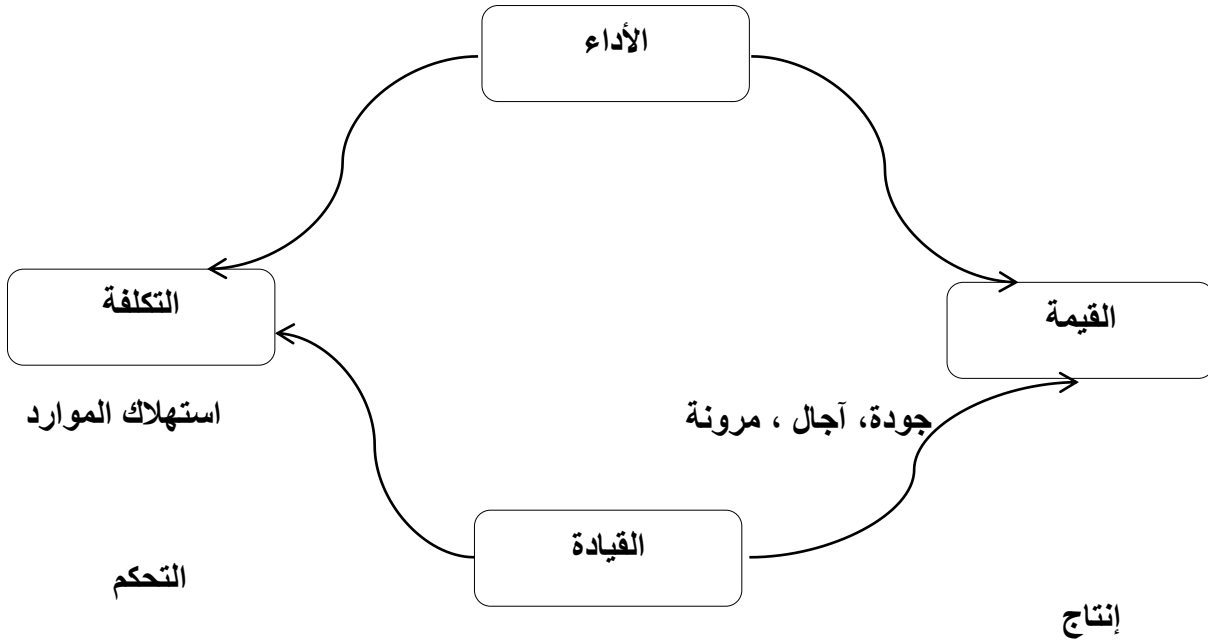 الأداء
القيمة
التكلفة
جودة، آجال ، مرونة
استهلاك الموارد
القيادة
التحكم
إنتاج